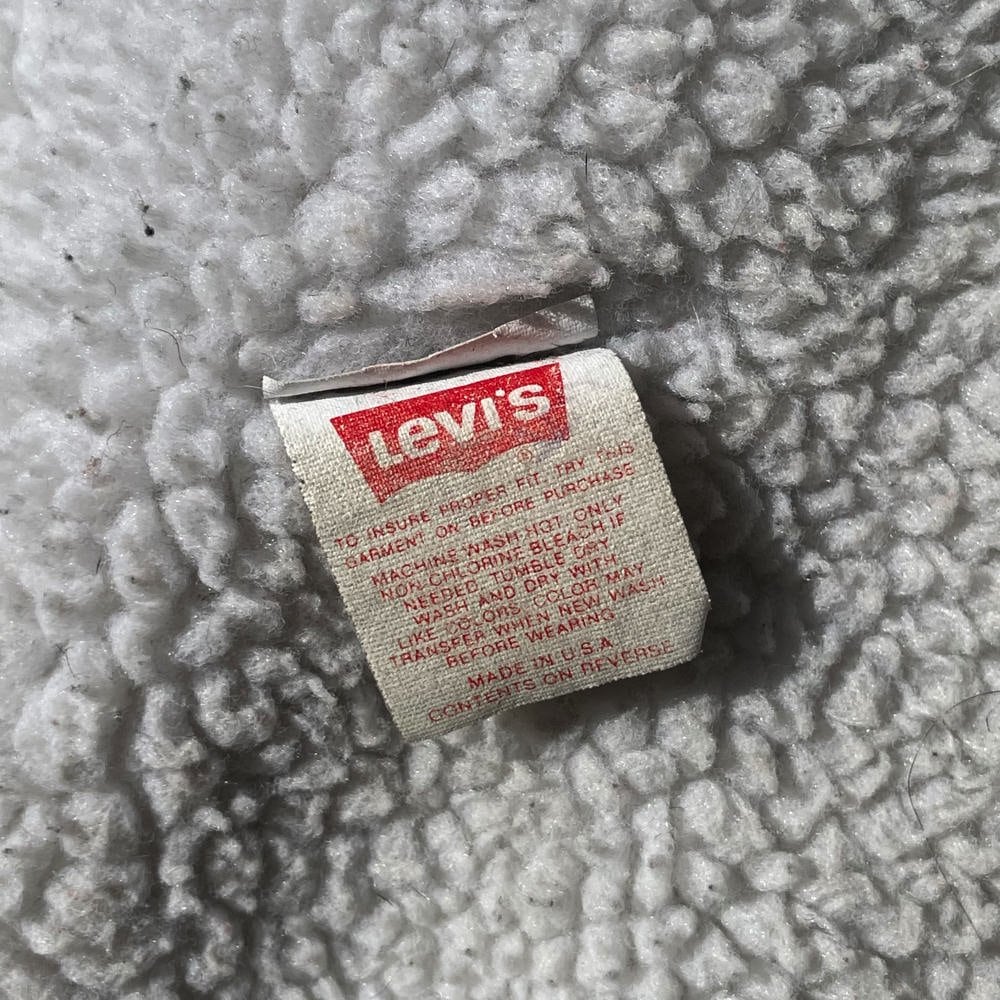 Levi's
®
TO INSURE PROPER FIT, TRY THIS
GARMENT ON BEFORE PURCHASE
MACHINE WASH HOT, ONLY
NON-CHLORINE BLEACH IF
NEEDED, TUMBLE DRY
WASH AND DRY WITH
LIKE COLORS, COLOR MAY
TRANSFER WHEN NEW WASH
BEFORE WEARING
MADE IN U.S.A.
CONTENTS ON REVERSE